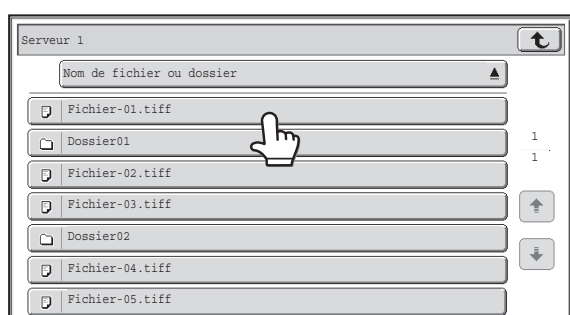 Serveur 1
Nom de fichier ou dossier
Fichier-01.tiff
Dossier01
1
1
Fichier-02.tiff
Fichier-03.tiff
Dossier02
Fichier-04.tiff
Fichier-05.tiff